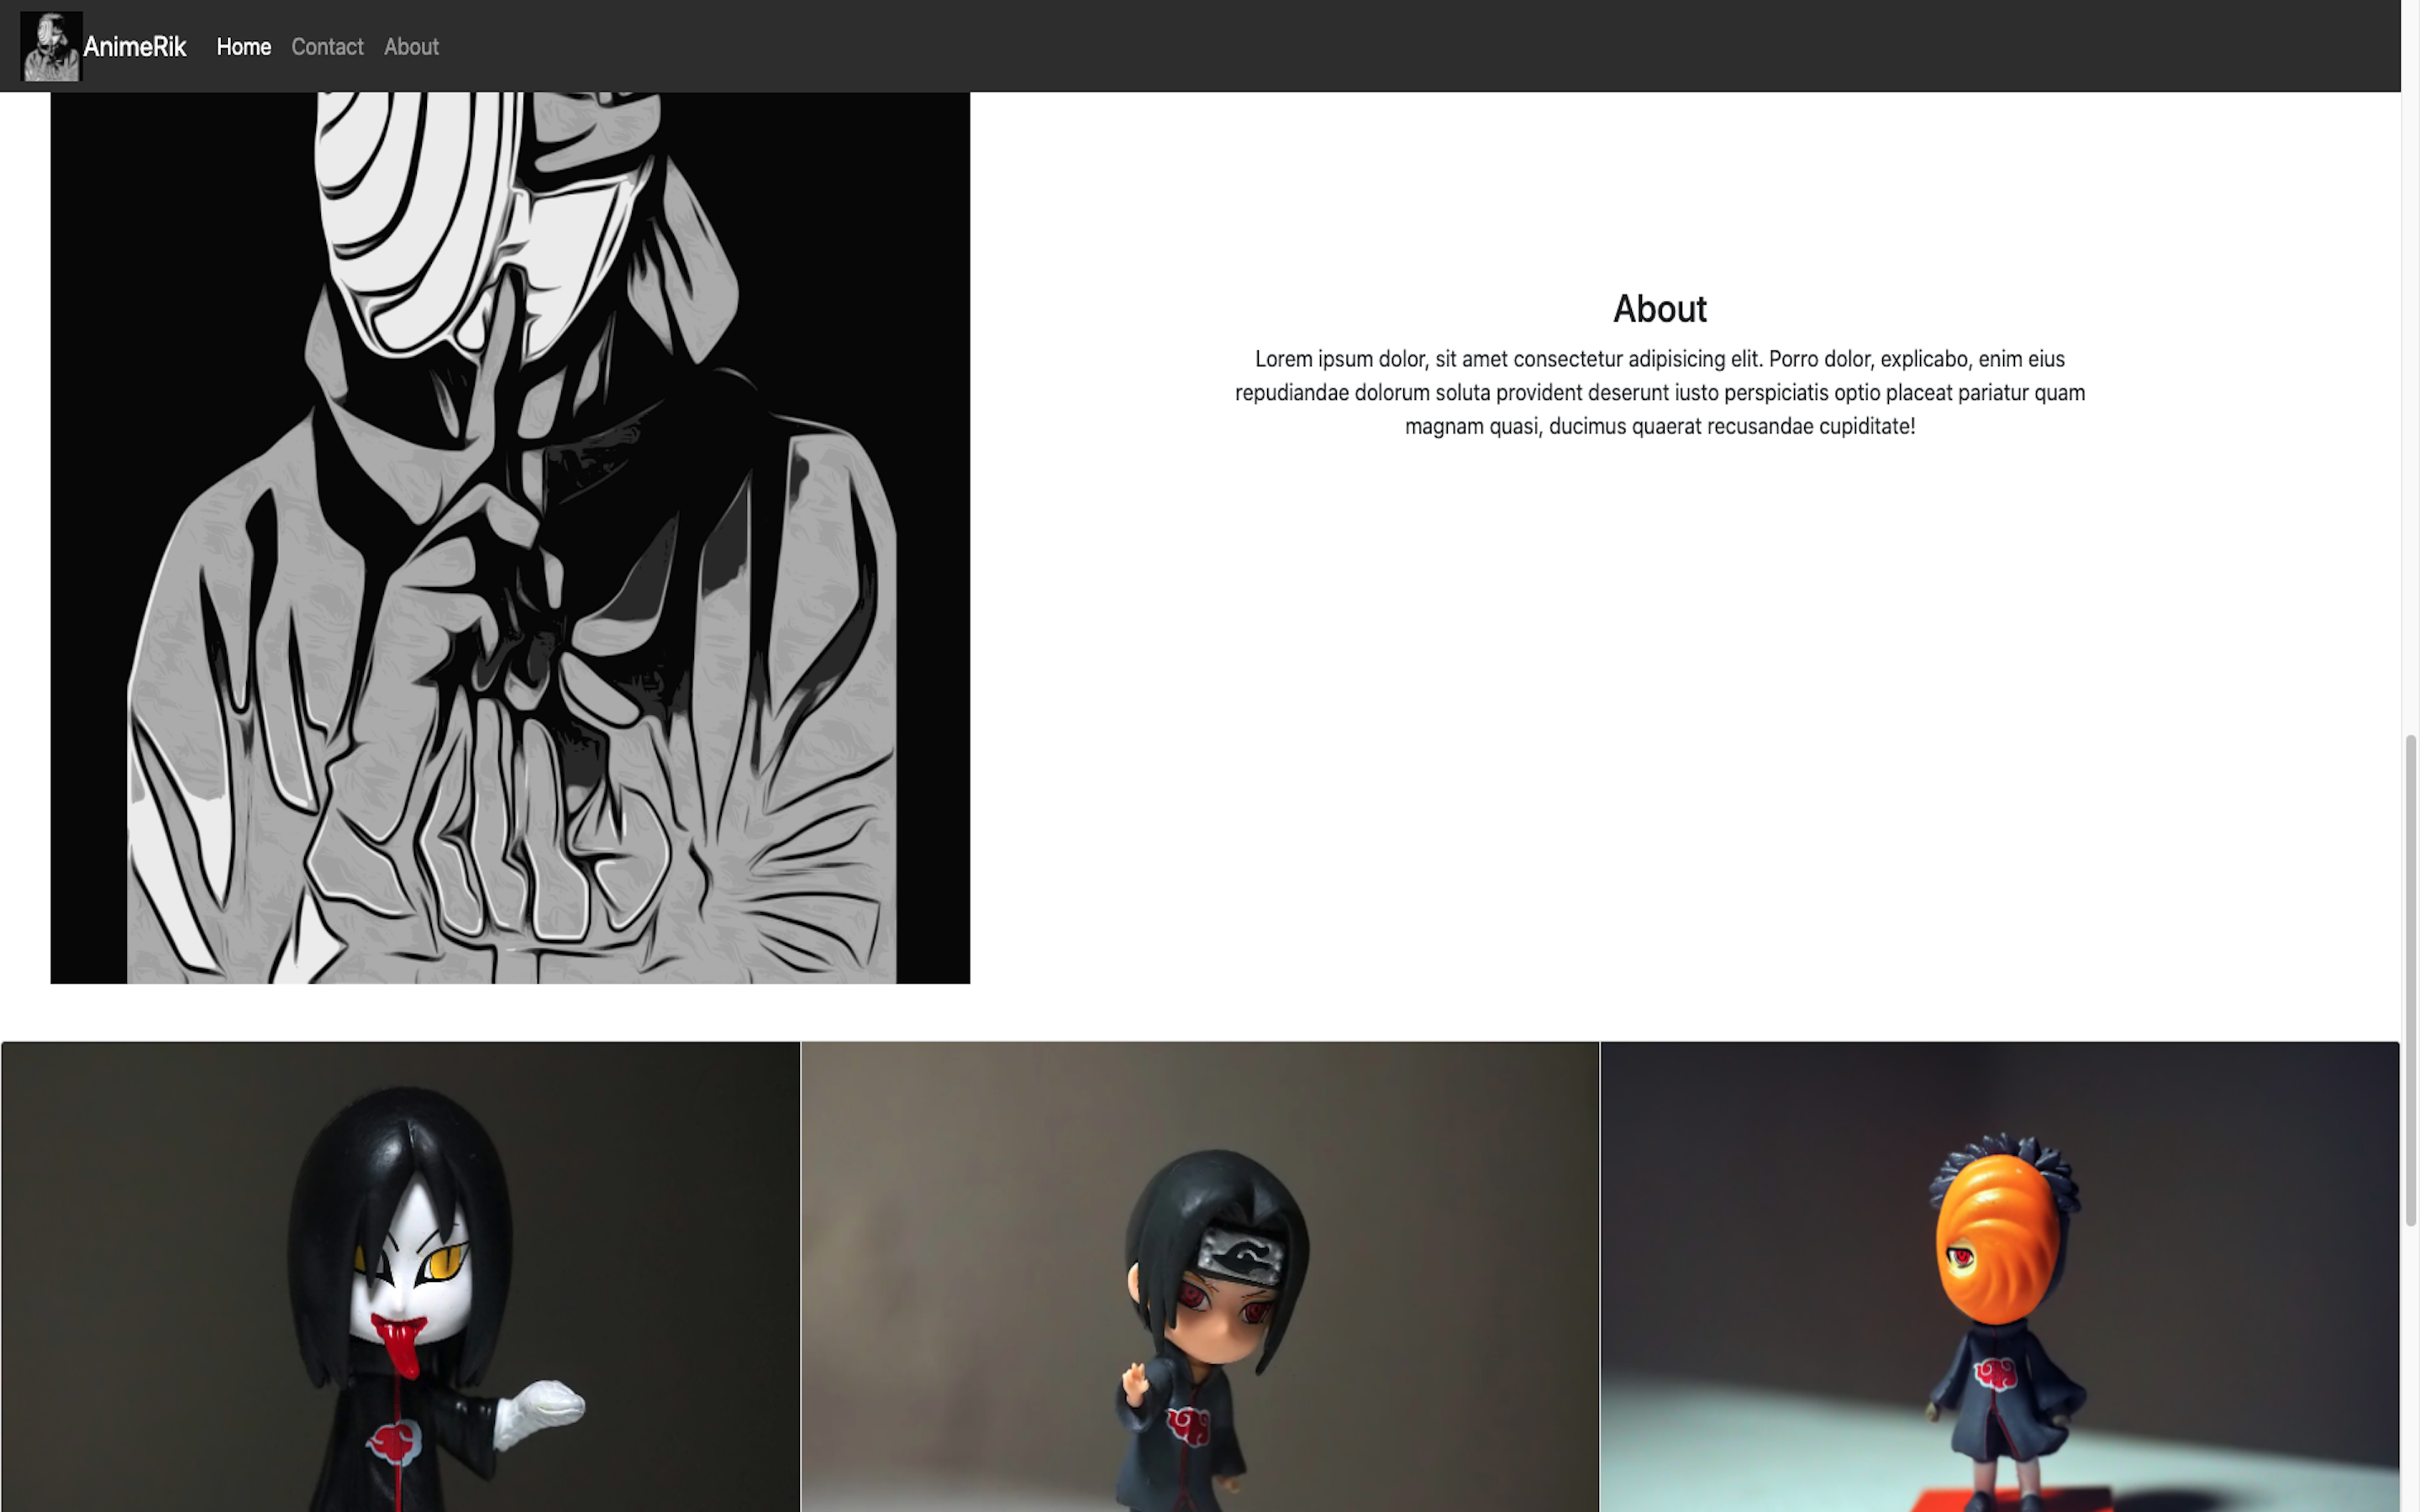 AnimeRik Home Contact About
About
Lorem ipsum dolor, sit amet consectetur adipisicing elit. Porro dolor, explicabo, enim eius
repudiandae dolorum soluta provident deserunt iusto perspiciatis optio placeat pariatur quam
magnam quasi, ducimus quaerat recusandae cupiditate!